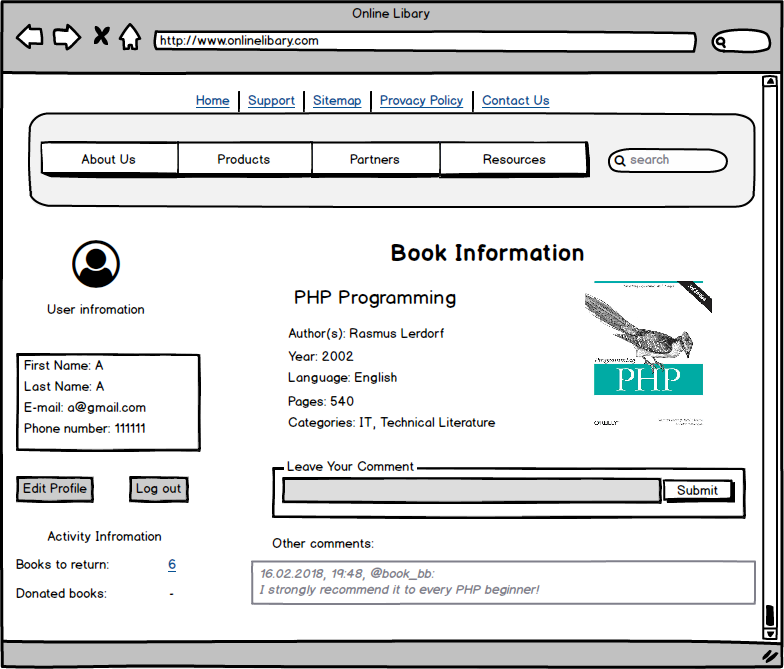 Online Libary
http://www.onlinelibary.com
Home Support Sitemap Provacy Policy Contact Us
About Us Products Partners Resources search
User infromation
First Name: A
Last Name: A
E-mail: a@gmail.com
Phone number: 111111
Edit Profile Log out
Activity Infromation
Books to return: 6
Donated books: -
Book Information
PHP Programming
Author(s): Rasmus Lerdorf
Year: 2002
Language: English
Pages: 540
Categories: IT, Technical Literature
Programming
PHP
O'REILLY
Leave Your Comment
Submit
Other comments:
16.02.2018, 19:48, @book_bb:
I strongly recommend it to every PHP beginner!